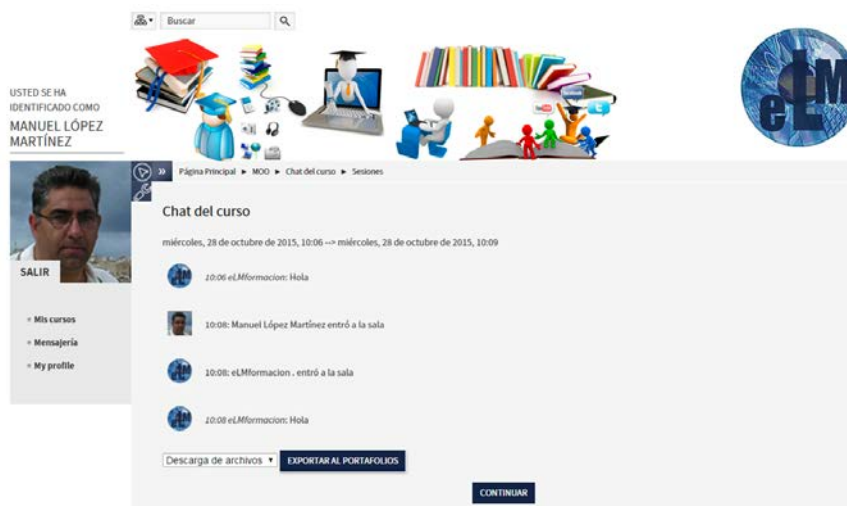 Buscar
USTED SE HA
IDENTIFICADO COMO
MANUEL LÓPEZ
MARTÍNEZ
eLM
SALIR
Mis cursos
Mensajería
My profile
» Página Principal ► MOO ► Chat del curso ► Sesiones
Chat del curso
miércoles, 28 de octubre de 2015, 10:06 --> miércoles, 28 de octubre de 2015, 10:09
10:06 eLMformacion: Hola
10:08: Manuel López Martínez entró a la sala
10:08: eLMformacion . entró a la sala
10:08 eLMformacion: Hola
Descarga de archivos
EXPORTAR AL PORTAFOLIOS
CONTINUAR